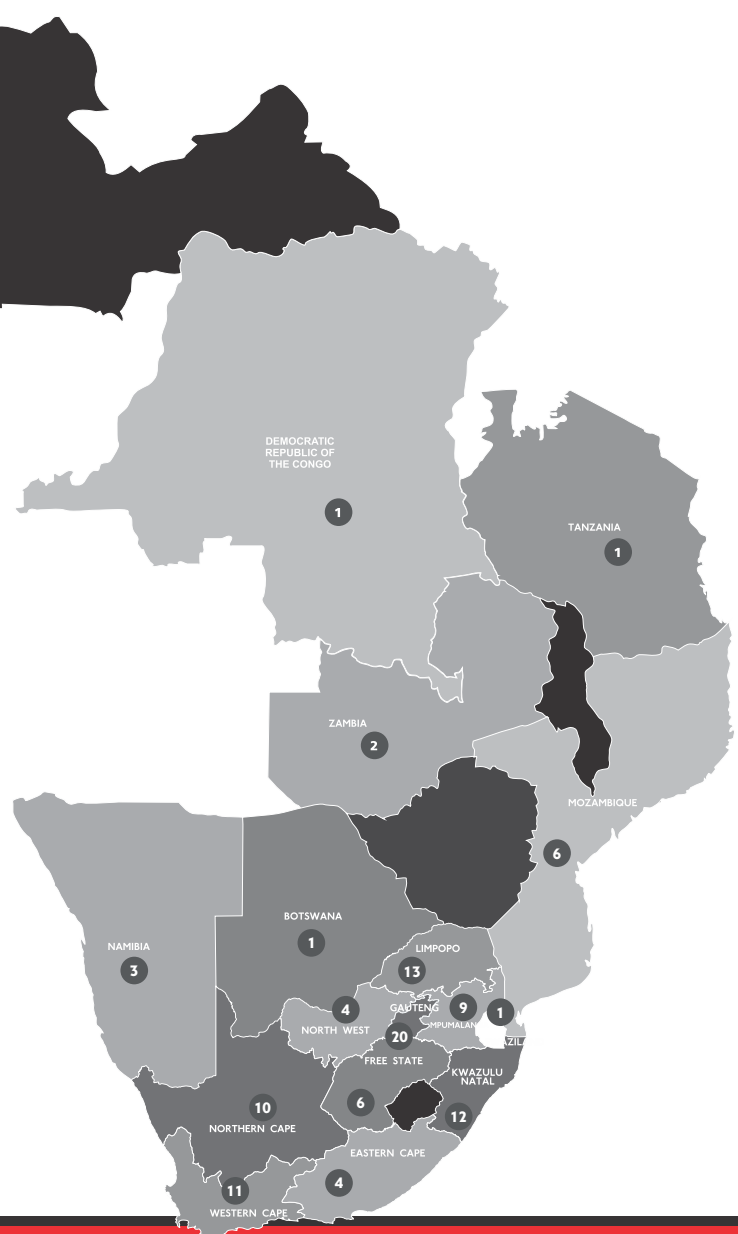 DEMOCRATIC
REPUBLIC OF
THE CONGO
1
TANZANIA
1
ZAMBIA
2
MOZAMBIQUE
6
BOTSWANA
1
NAMIBIA
3
LIMPOPO
13
GAUTENG
20
9
MPUMALAN
1
4
NORTH WEST
FREE STATE
6
KWAZULU
NATAL
12
10
NORTHERN CAPE
EASTERN CAPE
4
11
WESTERN CAPE